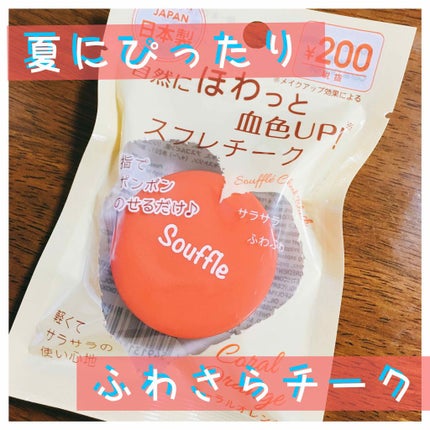 JAPAN
日本製
夏にぴったり
¥200
税抜
※メイクアップ効果による
自然にほわっと
血色UP!※
スフレチーク
Souffle
指で
ポンポン
のせるだけ♪
サラサラ
ふわふわ
Souffle
軽くて
サラサラの
使い心地
Coral
Orange
ふわさらチーク